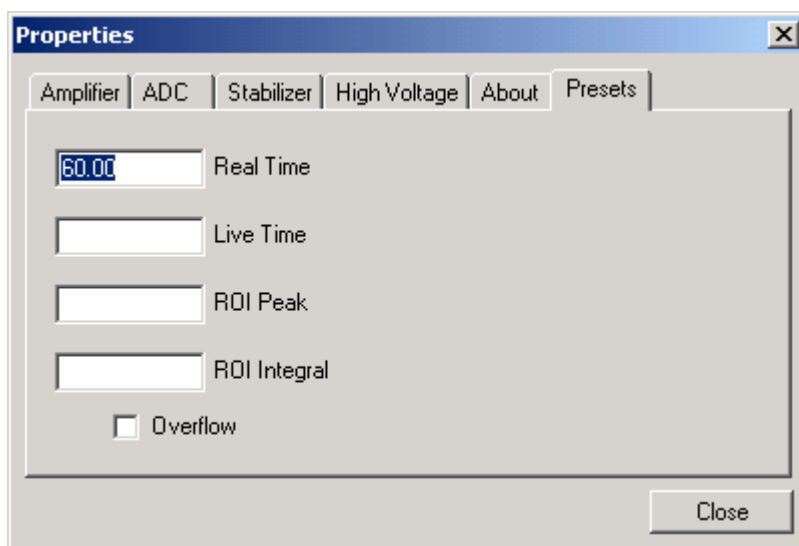 Properties
Amplifier ADC Stabilizer High Voltage About Presets
60.00 Real Time
Live Time
ROI Peak
ROI Integral
Overflow
Close